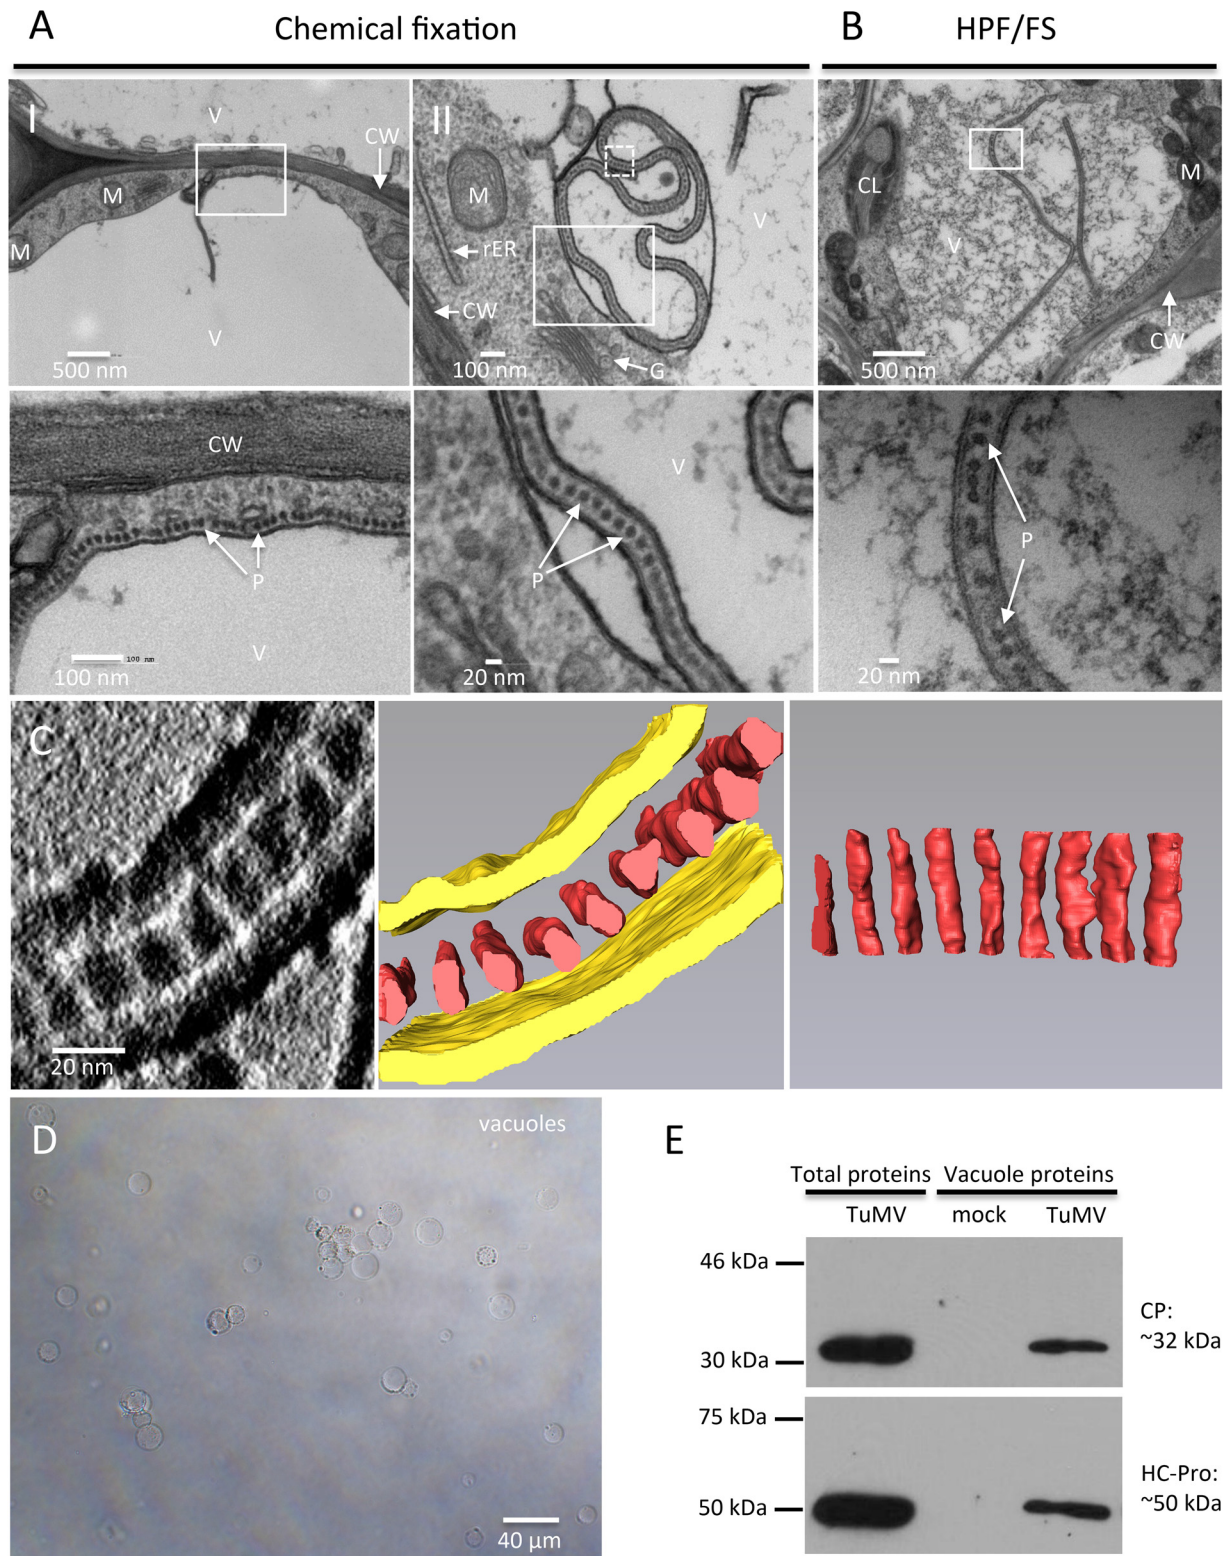 A
Chemical fixation
B
HPF/FS
I
V
CW
M
M
V
500 nm
II
M
rER
V
CW
100 nm
G
CL
M
V
CW
500 nm
CW
P
V
100 nm
100 nm
V
P
20 nm
P
20 nm
C
20 nm
D
vacuoles
40 µm
E
Total proteins
Vacuole proteins
TuMV
mock
TuMV
46 kDa
30 kDa
CP:
~32 kDa
75 kDa
50 kDa
HC-Pro:
~50 kDa